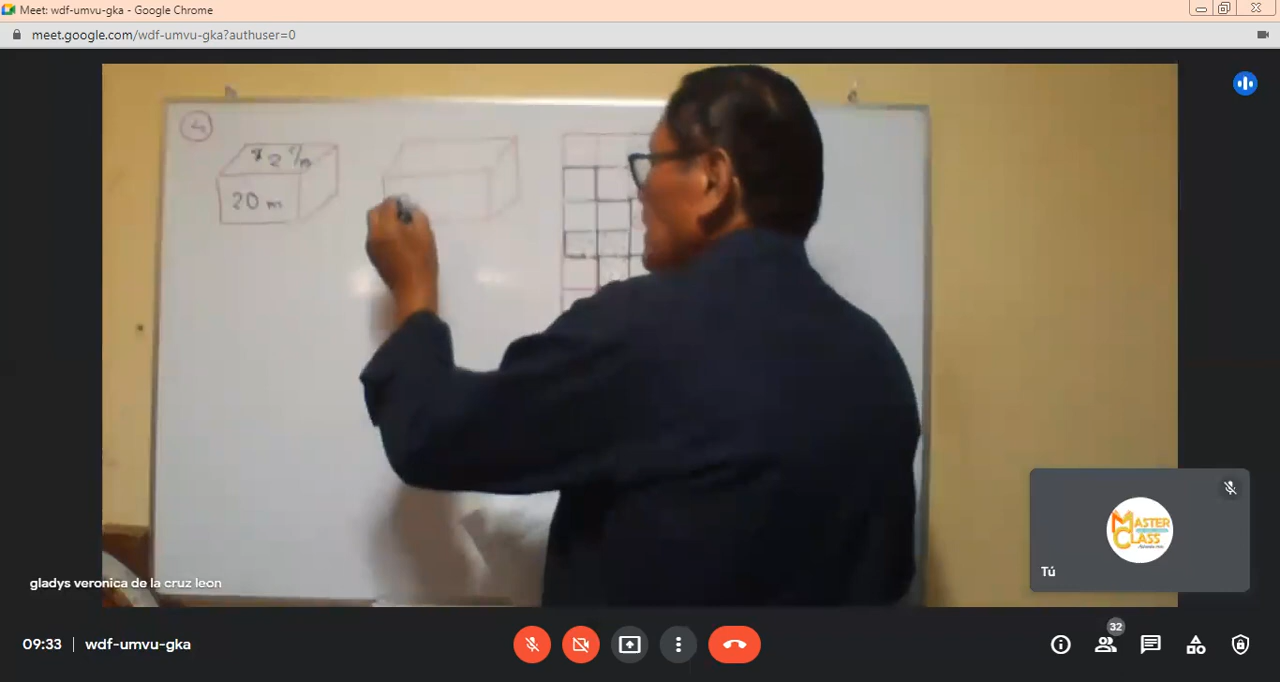 Meet: wdf-umvu-gka - Google Chrome
meet.google.com/wdf-umvu-gka?authuser=0
4
$2 /m
20 m
MASTER
CLASS
Tú
gladys veronica de la cruz leon
09:33 | wdf-umvu-gka
32